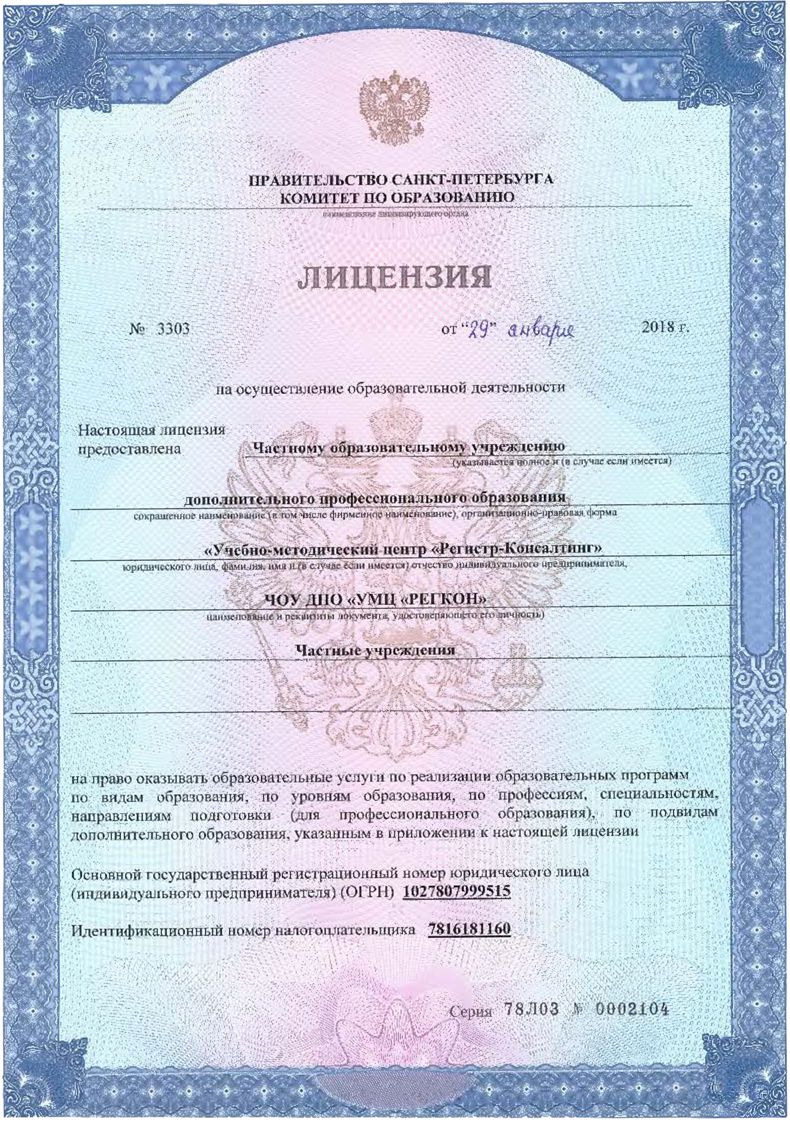 ПРАВИТЕЛЬСТВО САНКТ-ПЕТЕРБУРГА
КОМИТЕТ ПО ОБРАЗОВАНИЮ
наименование лицензирующего органа
ЛИЦЕНЗИЯ
№ 3303 от "29" января 2018 г.
на осуществление образовательной деятельности
Настоящая лицензия
предоставлена Частному образовательному учреждению
(указывается полное и (в случае если имеется)
дополнительного профессионального образования
сокращенное наименование (в том числе фирменное наименование), организационно-правовая форма
«Учебно-методический центр «Регистр-Консалтинг»
юридического лица, фамилия, имя и (в случае если имеется) отчество индивидуального предпринимателя,
ЧОУ ДПО «УМЦ «РЕГКОН»
наименование и реквизиты документа, удостоверяющего его личность)
Частные учреждения
на право оказывать образовательные услуги по реализации образовательных программ
по видам образования, по уровням образования, по профессиям, специальностям,
направлениям подготовки (для профессионального образования), по подвидам
дополнительного образования, указанным в приложении к настоящей лицензии
Основной государственный регистрационный номер юридического лица
(индивидуального предпринимателя) (ОГРН) 1027807999515
Идентификационный номер налогоплательщика 7816181160
Серия 78Л03 № 0002104